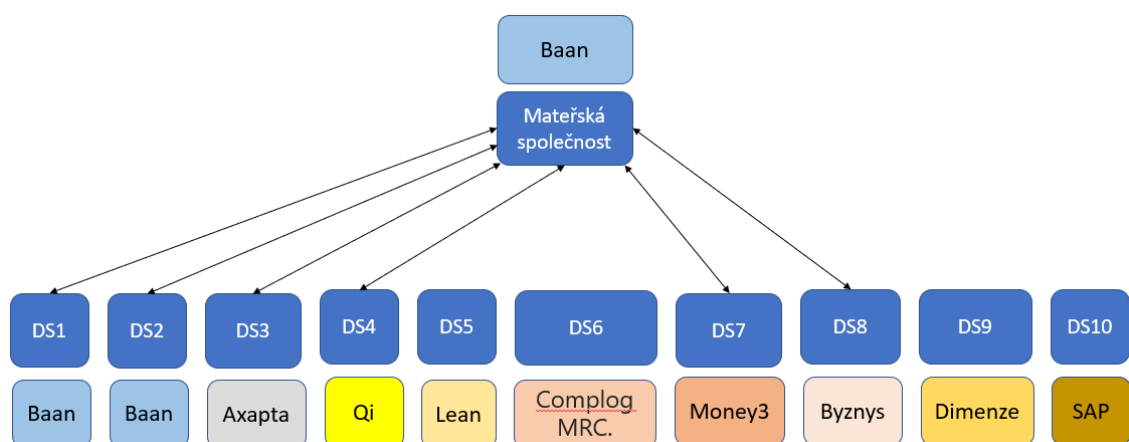 Baan
Mateřská
společnost
DS1 DS2 DS3 DS4 DS5 DS6 DS7 DS8 DS9 DS10
Baan Baan Axapta Qi Lean Complog Money3 Byznys Dimenze SAP
MRC.